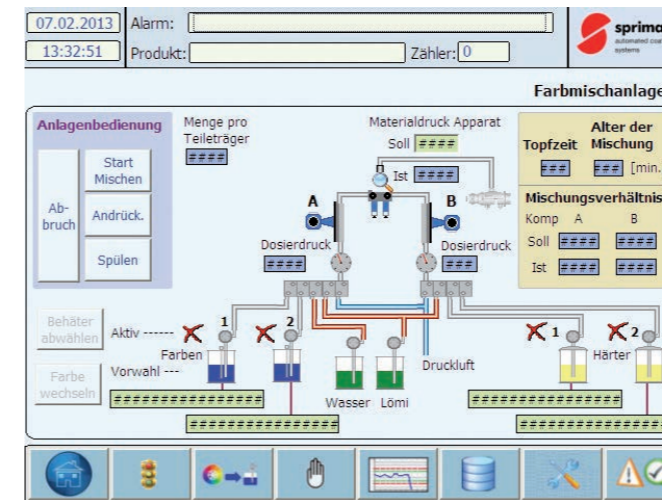 07.02.2013
Alarm:
13:32:51
Produkt:
Zähler: 0
sprima
automated coa
systems
Farbmischanlage
Anlagenbedienung
Ab-
bruch
Start
Mischen
Andrück.
Spülen
Menge pro
Teileträger
####
Materialdruck Apparat
Soll ####
Ist ####
A
B
Dosierdruck
####
Dosierdruck
###
Topfzeit
Alter der
Mischung
### ### [min.
Mischungsverhältnis
Komp A B
Soll #### ####
Ist #### ####
Behäter
abwählen
Farbe
wechseln
Aktiv ------
Vorwahl ---
1
2
Farben
Wasser Lömi
Druckluft
1
2
Härter
################
################
################
################